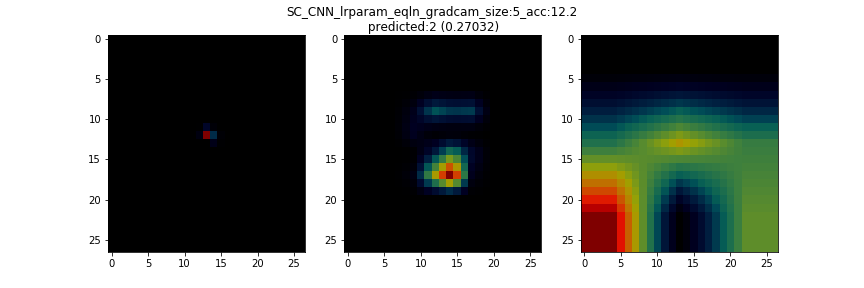 SC_CNN_lrparam_eqln_gradcam_size:5_acc:12.2
predicted:2 (0.27032)
0 0 0
5 5 5
10 10 10
15 15 15
20 20 20
25 25 25
0 5 10 15 20 25 0 5 10 15 20 25 0 5 10 15 20 25